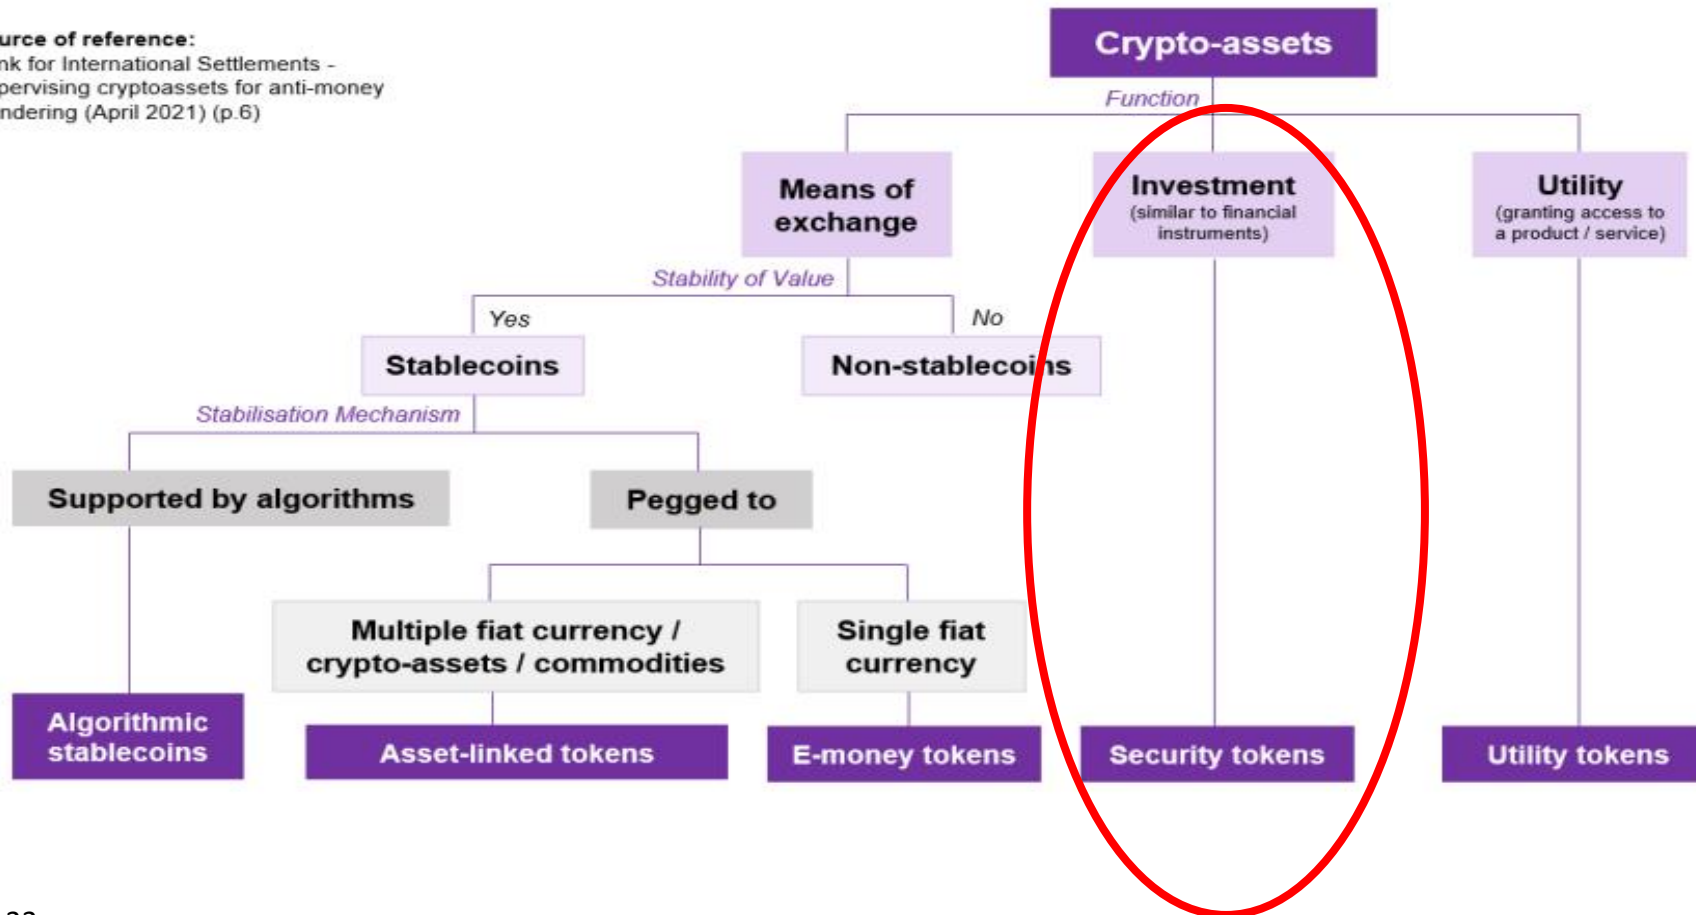 urce of reference:
nk for International Settlements -
pervising cryptoassets for anti-money
ndering (April 2021) (p.6)
Crypto-assets
Function
Means of
exchange
Investment
(similar to financial
instruments)
Utility
(granting access to
a product / service)
Stability of Value
Yes
No
Stablecoins
Non-stablecoins
Stabilisation Mechanism
Supported by algorithms
Pegged to
Multiple fiat currency /
crypto-assets / commodities
Single fiat
currency
Algorithmic
stablecoins
Asset-linked tokens
E-money tokens
Security tokens
Utility tokens